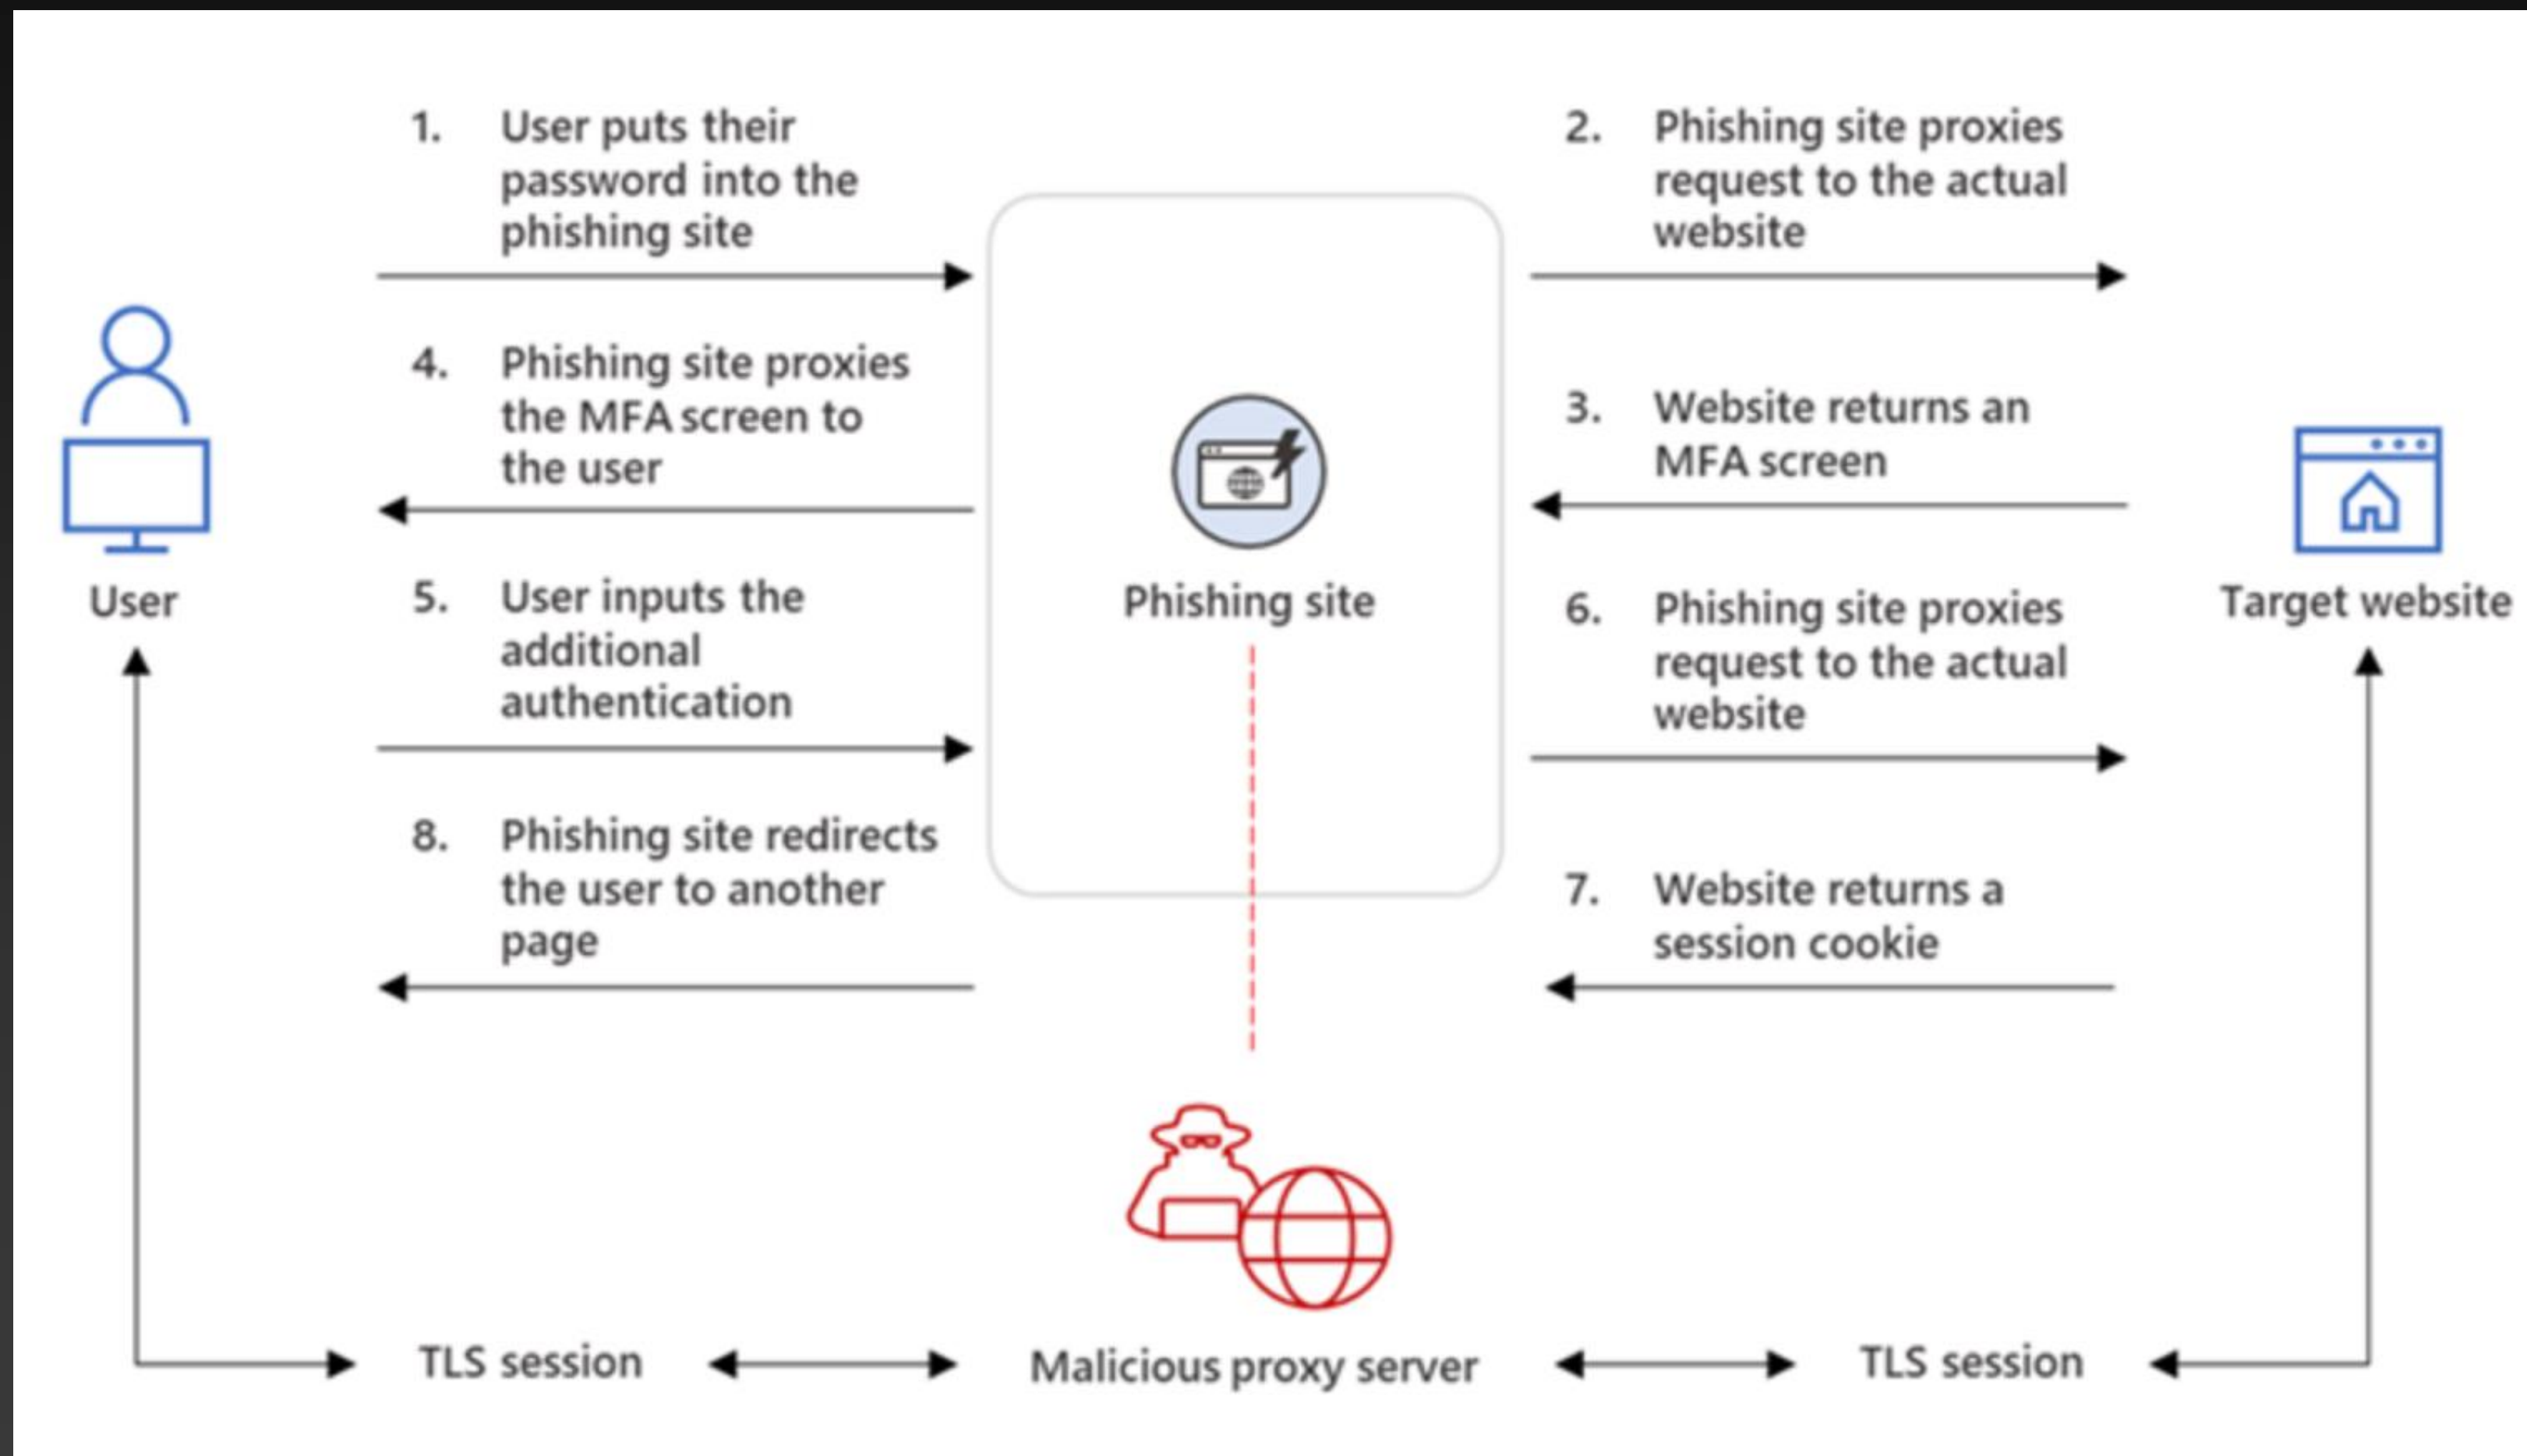 1. User puts their
password into the
phishing site
2. Phishing site proxies
request to the actual
website
3. Website returns an
MFA screen
4. Phishing site proxies
the MFA screen to
the user
5. User inputs the
additional
authentication
6. Phishing site proxies
request to the actual
website
7. Website returns a
session cookie
8. Phishing site redirects
the user to another
page
User
Phishing site
Target website
TLS session
Malicious proxy server
TLS session